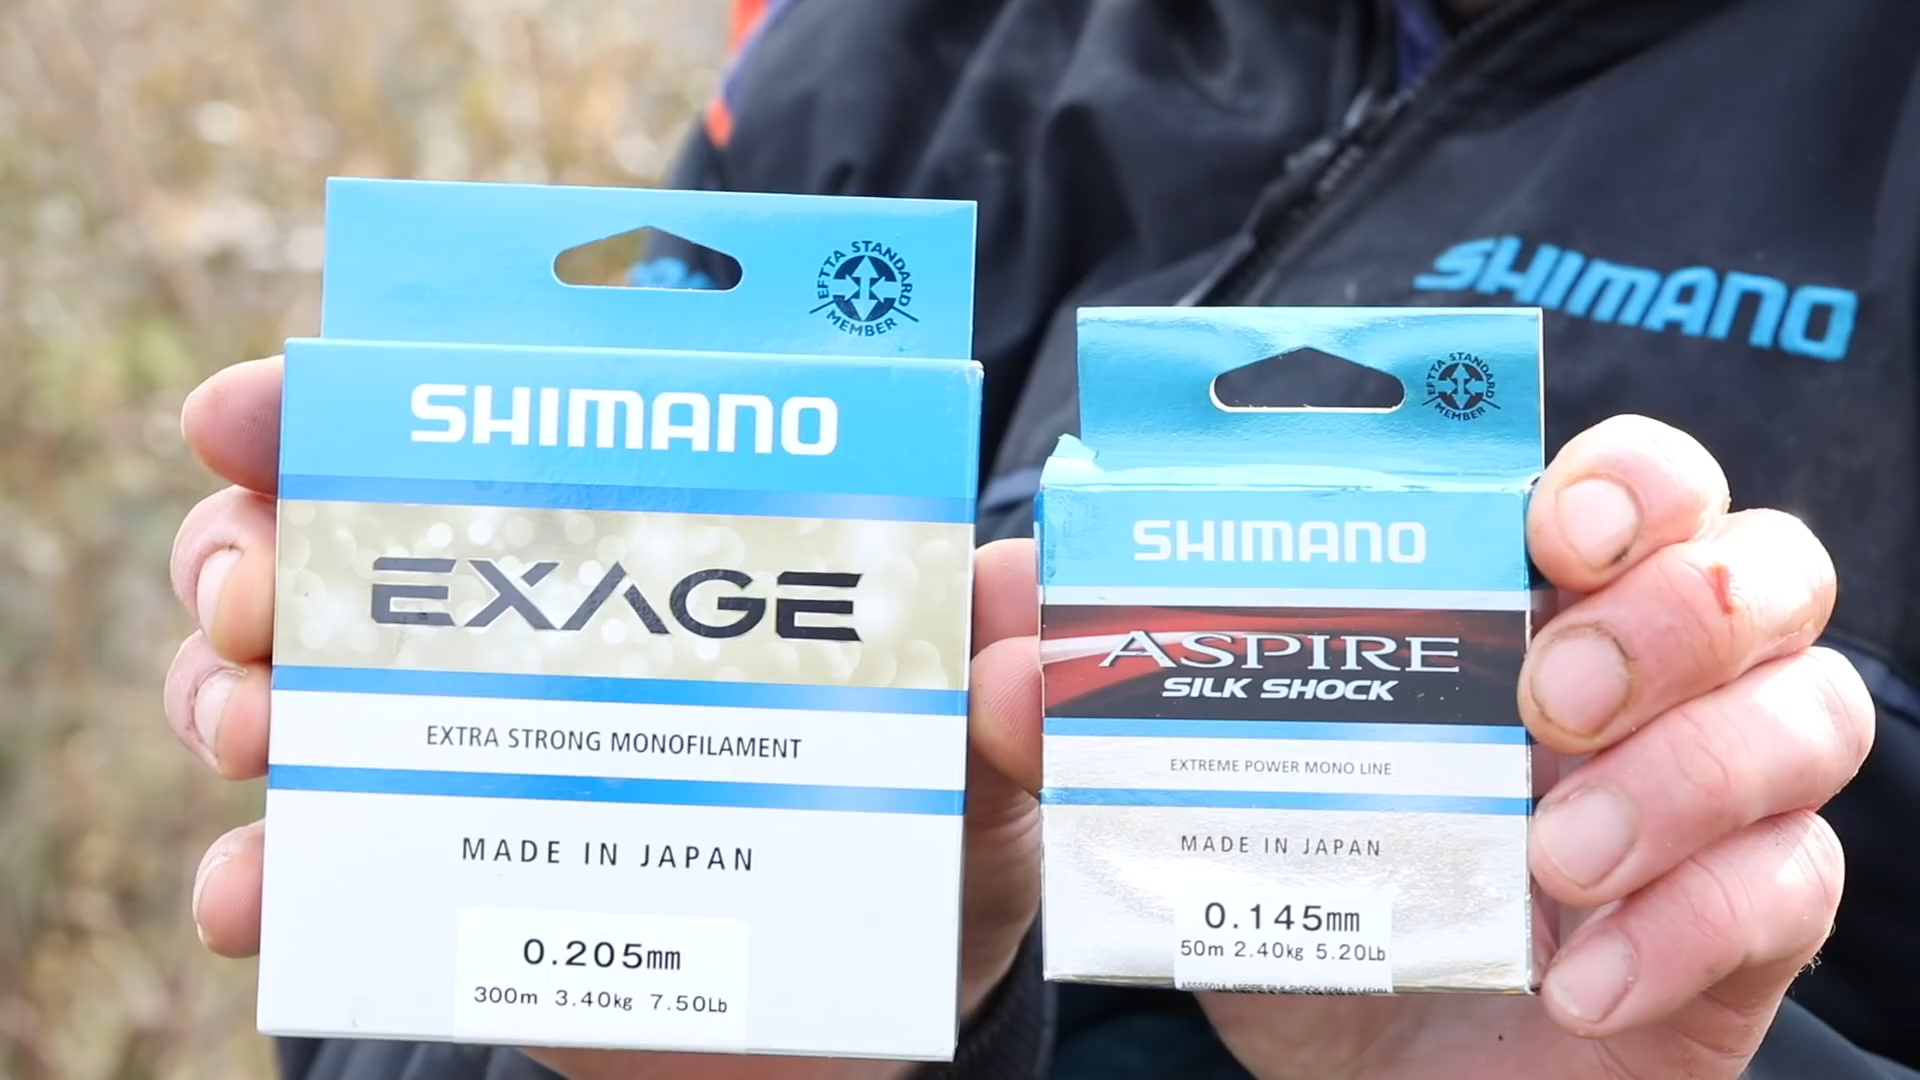 EFTTA STANDARD
MEMBER
SHIMANO
EXAGE
EXTRA STRONG MONOFILAMENT
MADE IN JAPAN
0.205mm
300m 3.40kg 7.50Lb
SHIMANO
EFTTA STANDARD
MEMBER
SHIMANO
ASPIRE
SILK SHOCK
EXTREME POWER MONO LINE
MADE IN JAPAN
0.145mm
50m 2.40kg 5.20Lb